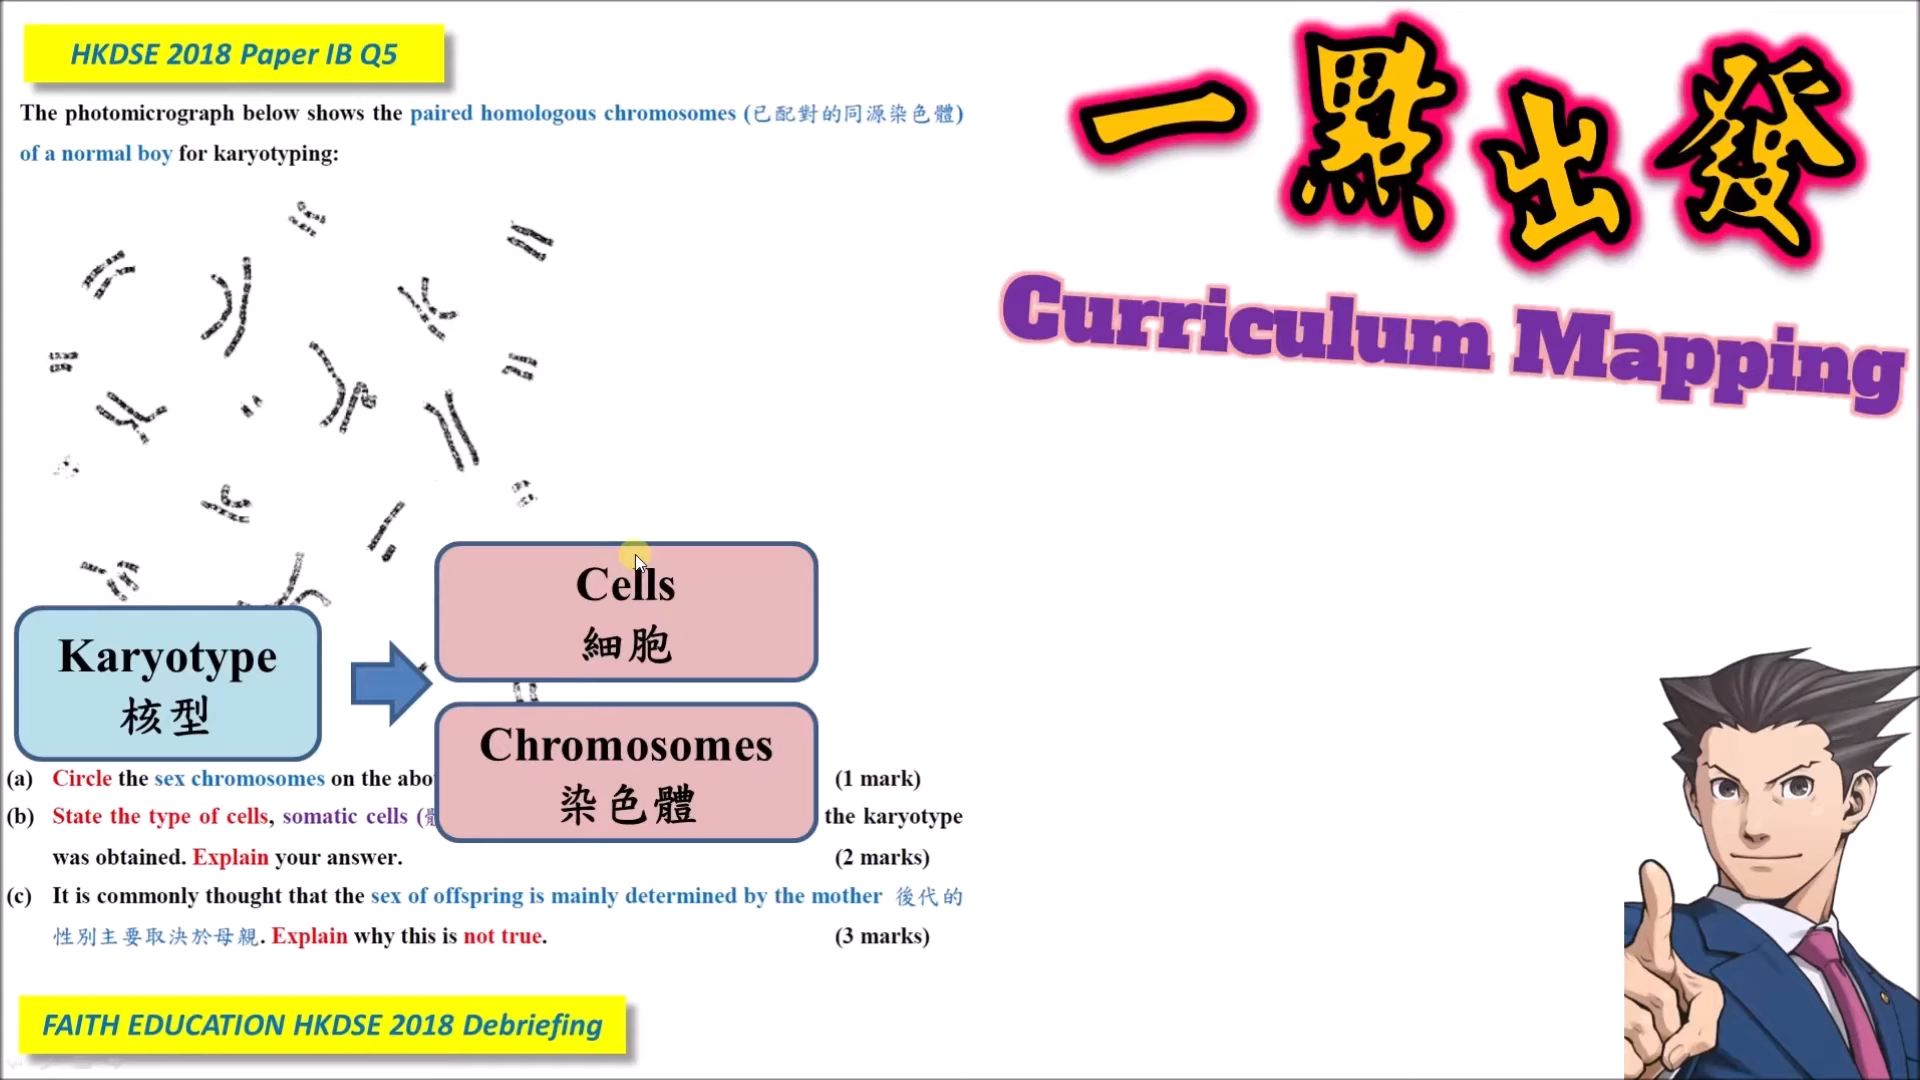 HKDSE 2018 Paper IB Q5
The photomicrograph below shows the paired homologous chromosomes (已配對的同源染色體)
of a normal boy for karyotyping:
一點出發
Curriculum Mapping
Cells
細胞
Karyotype
核型
Chromosomes
染色體
(a) Circle the sex chromosomes on the abo (1 mark)
(b) State the type of cells, somatic cells ( the karyotype
was obtained. Explain your answer. (2 marks)
(c) It is commonly thought that the sex of offspring is mainly determined by the mother 後代的
性別主要取決於母親. Explain why this is not true. (3 marks)
FAITH EDUCATION HKDSE 2018 Debriefing